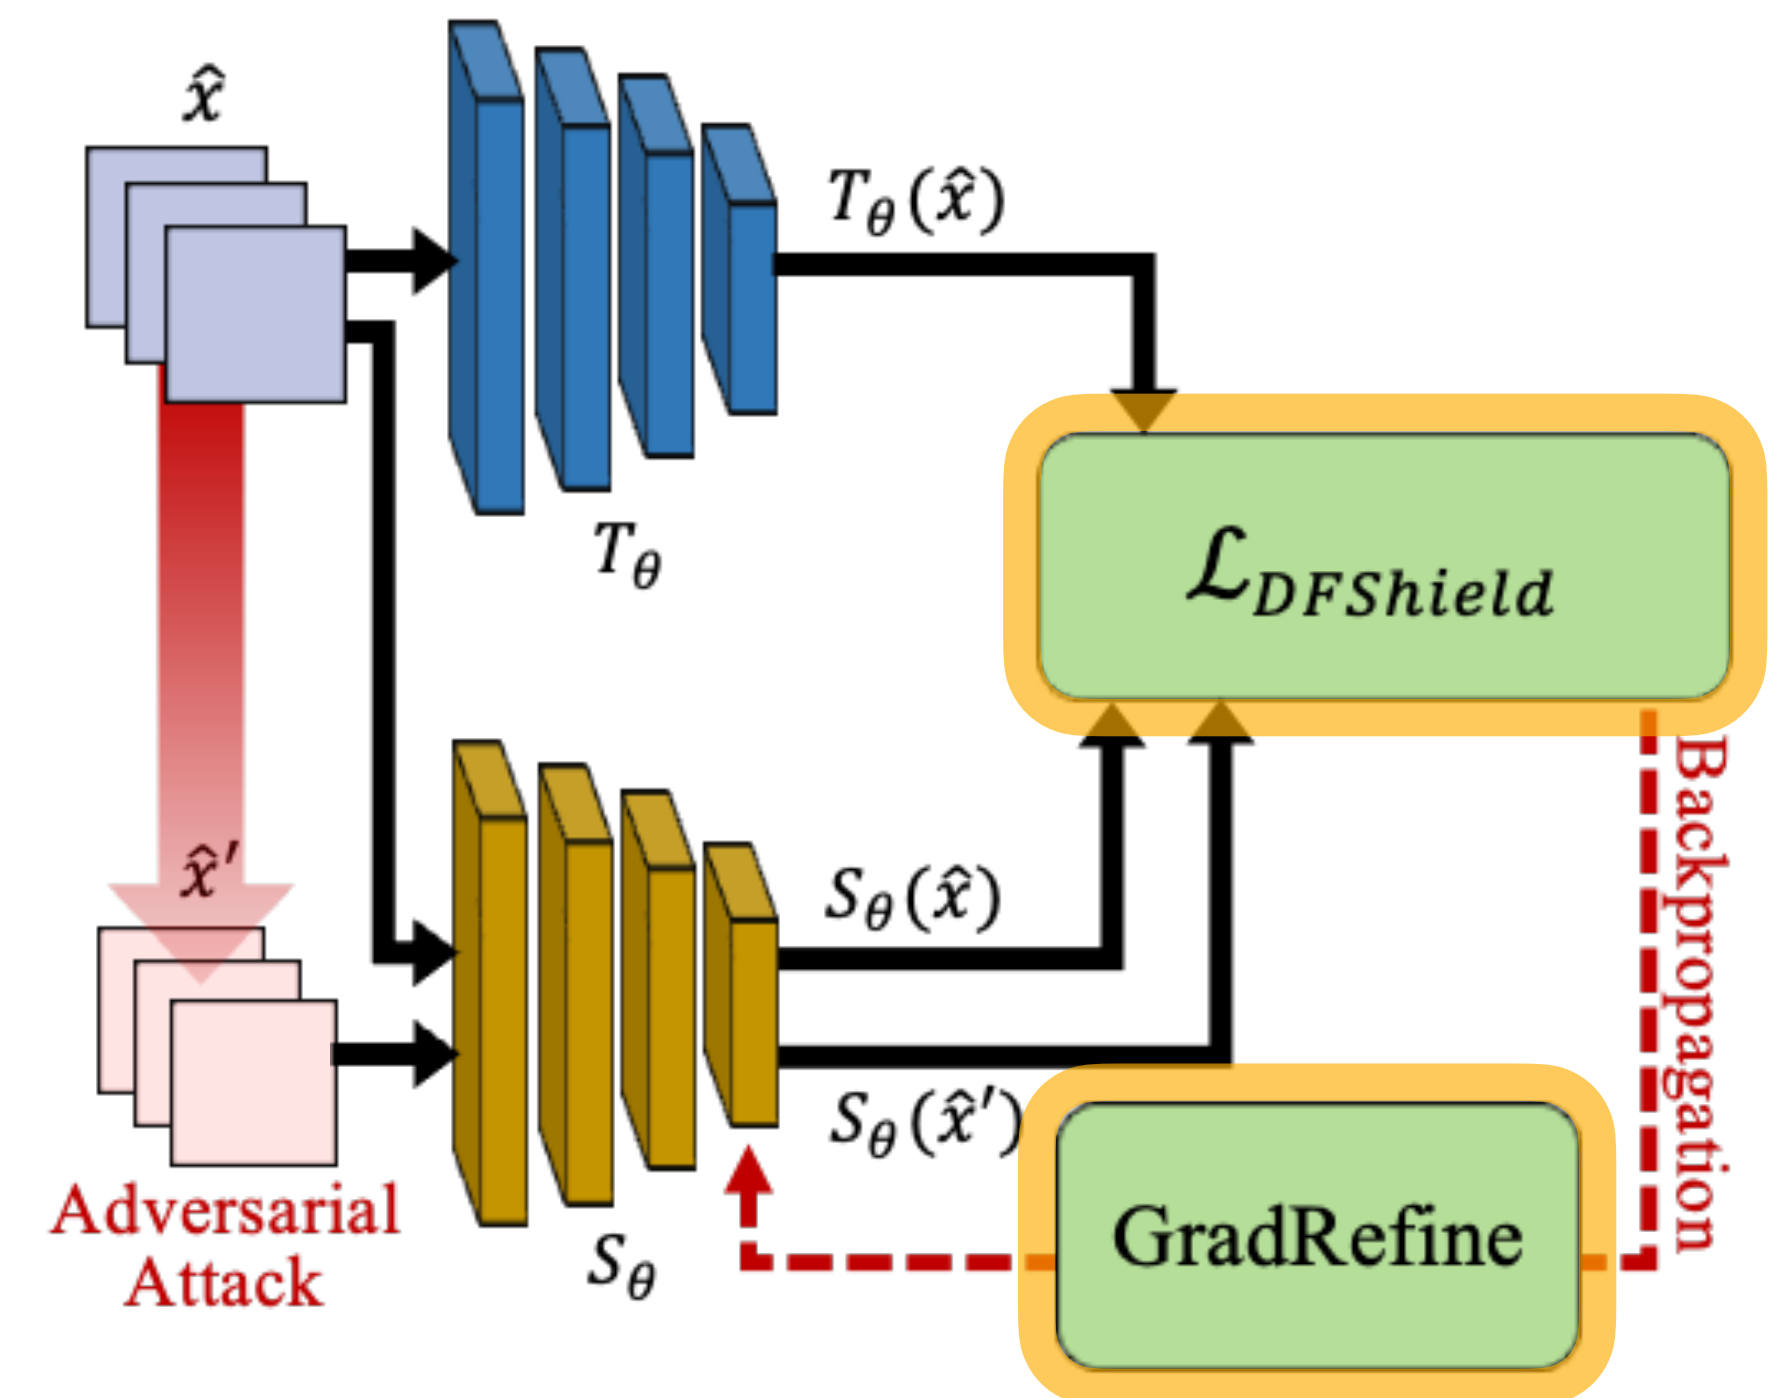 x̂
T_θ(x̂)
T_θ
ℒ_DFShield
x̂′
S_θ(x̂)
S_θ(x̂′)
Backpropagation
Adversarial
Attack
S_θ
GradRefine